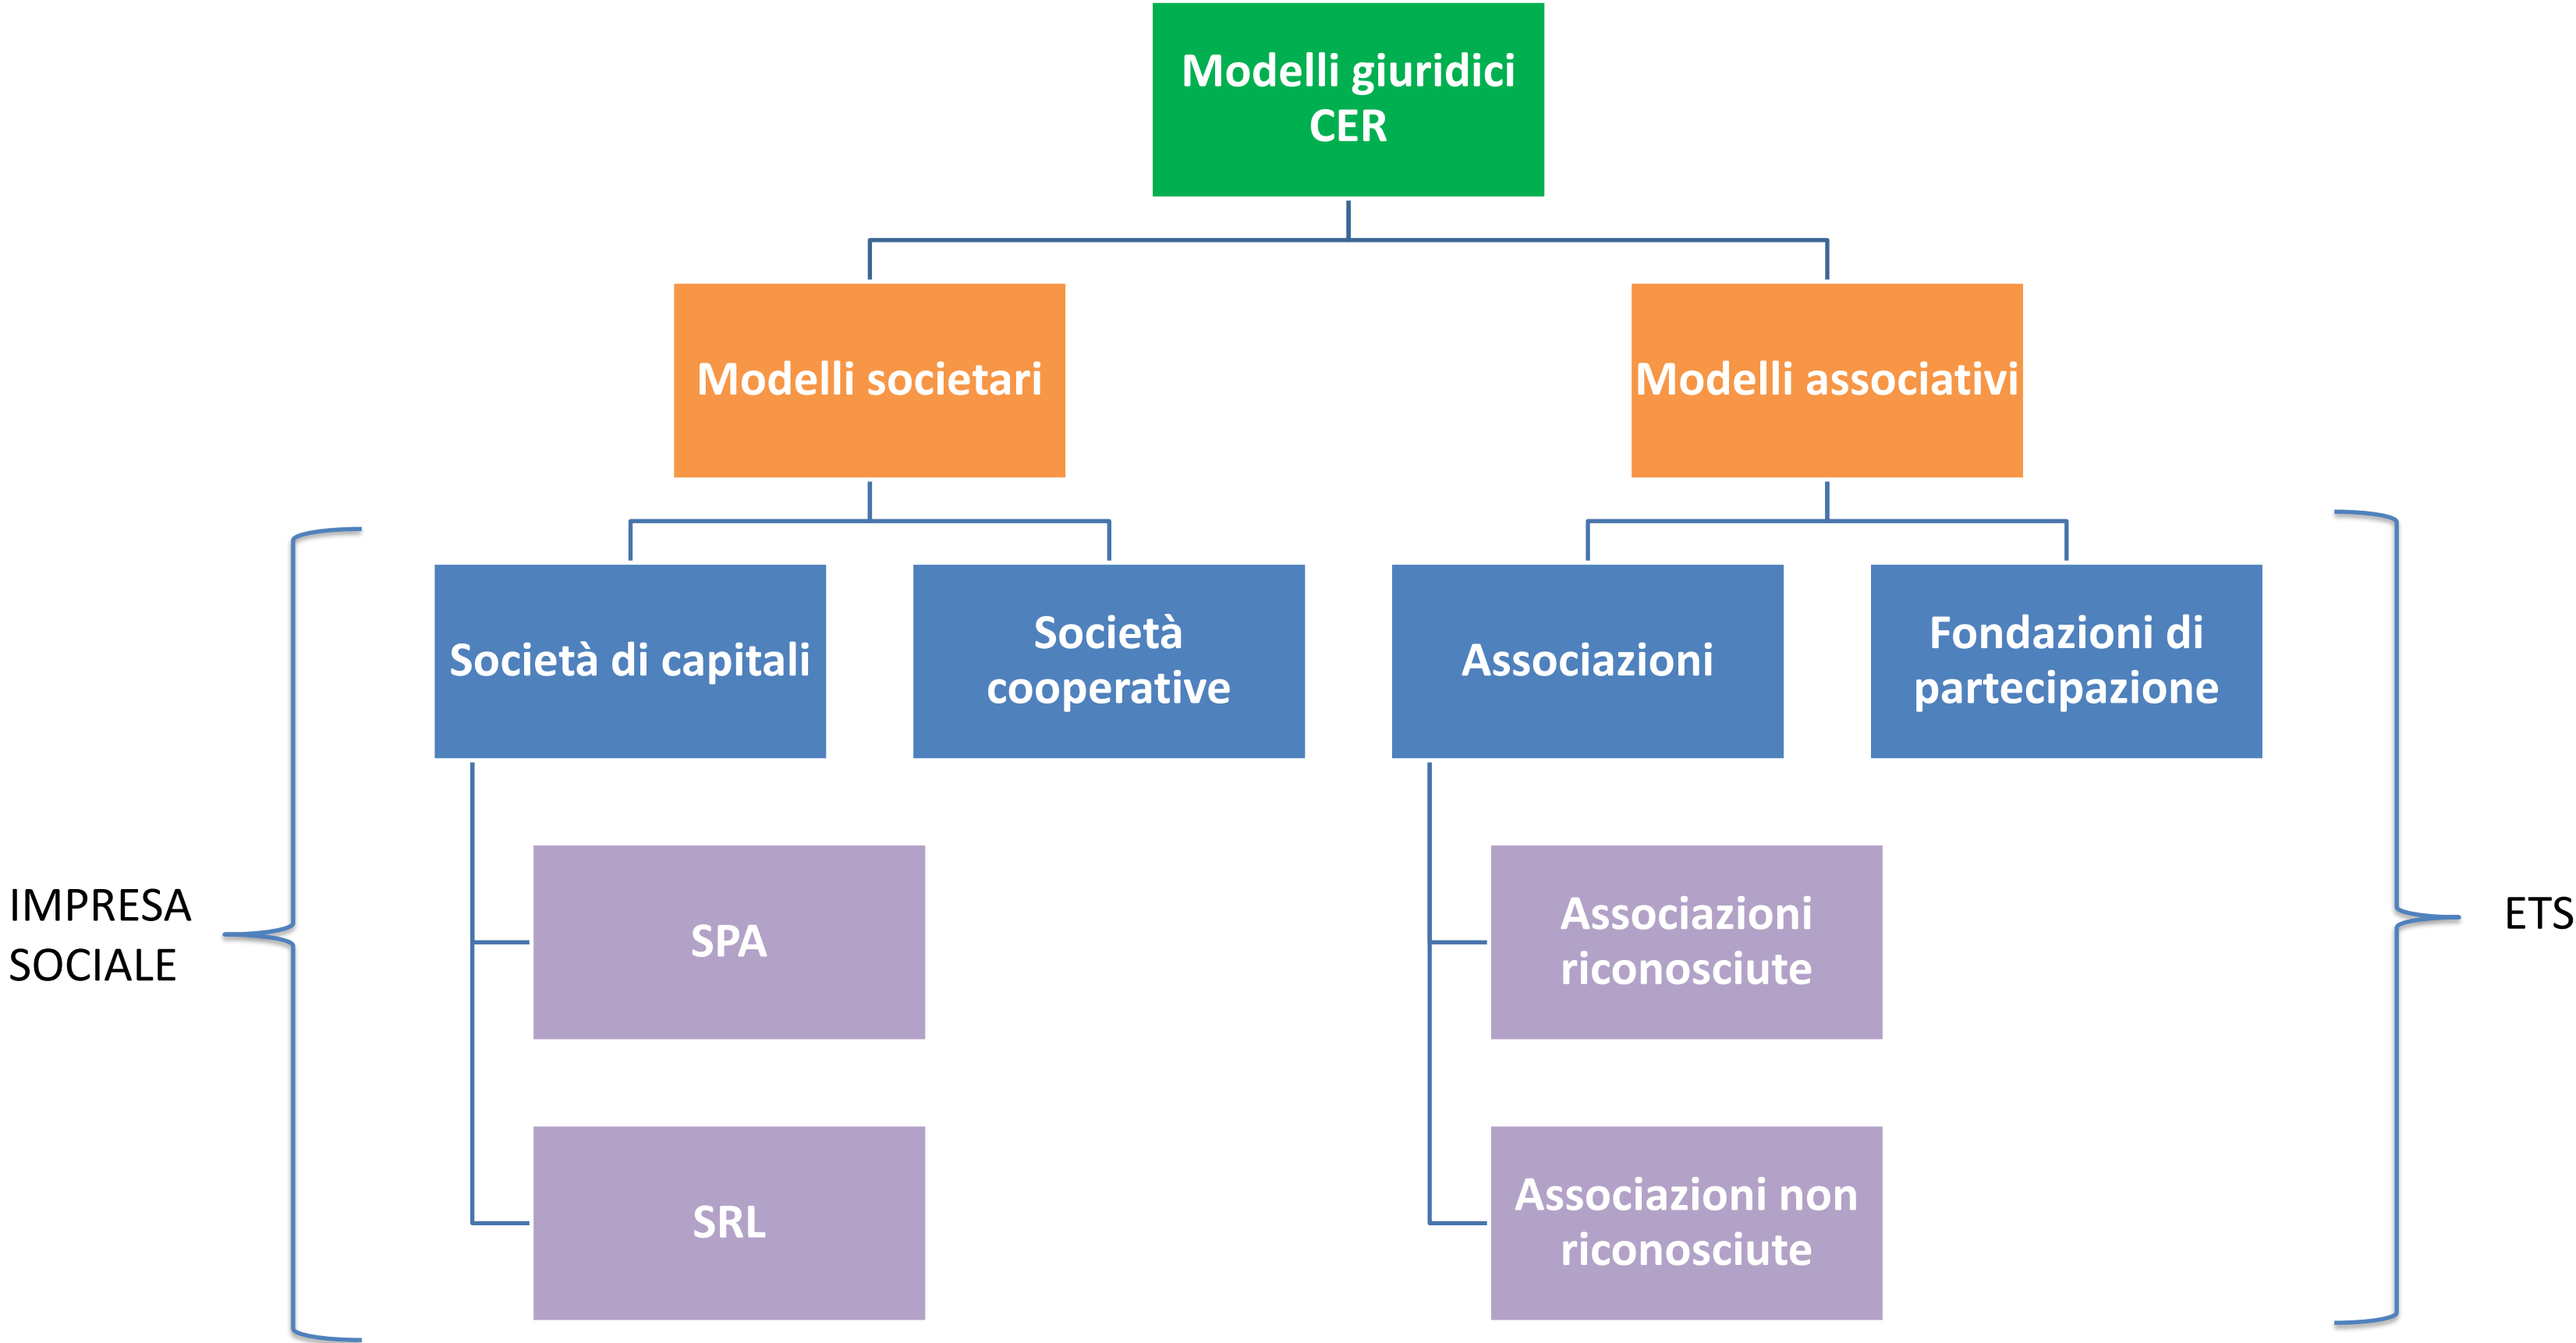 Modelli giuridici
CER
Modelli societari
Modelli associativi
Società di capitali
Società
cooperative
Associazioni
Fondazioni di
partecipazione
IMPRESA
SOCIALE
SPA
Associazioni
riconosciute
ETS
SRL
Associazioni non
riconosciute